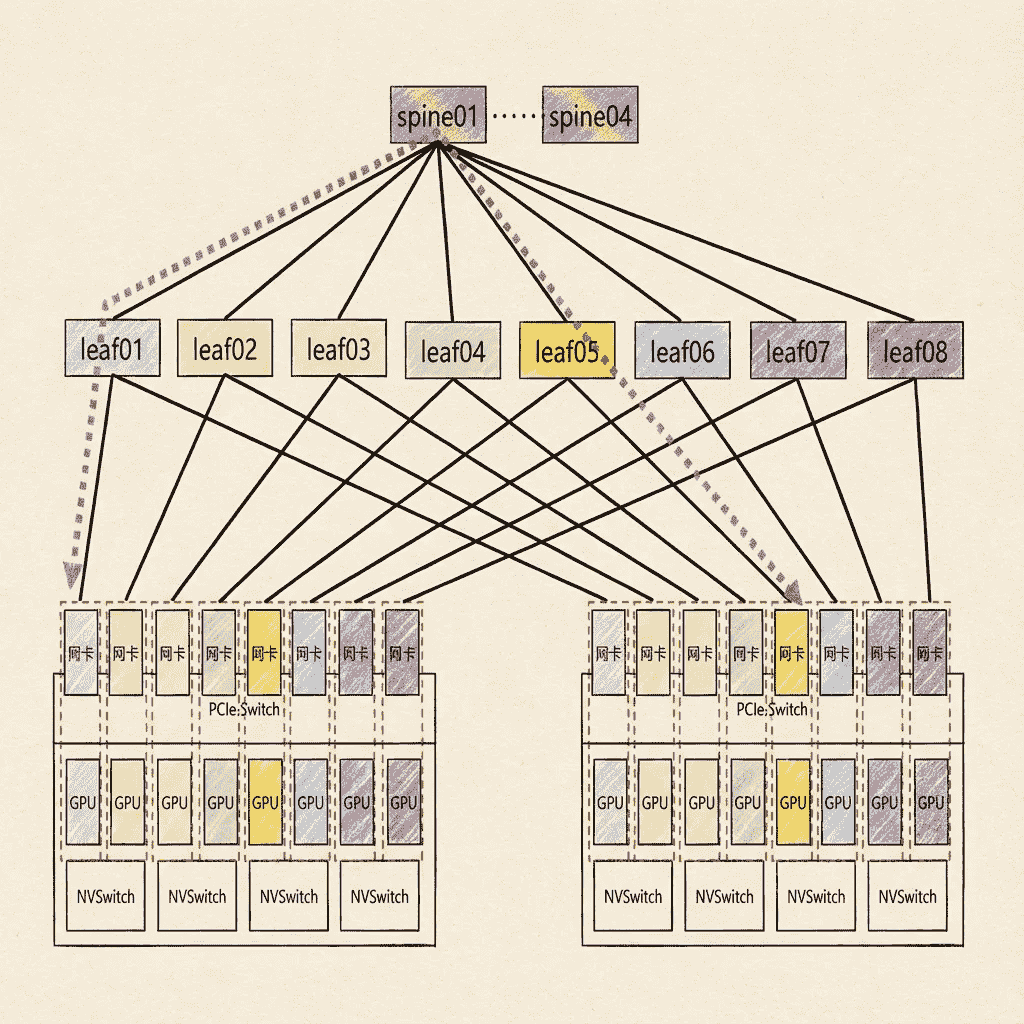 spine01 ...... spine04
leaf01 leaf02 leaf03 leaf04 leaf05 leaf06 leaf07 leaf08
网卡 网卡 网卡 网卡 网卡 网卡 网卡 网卡 网卡 网卡 网卡 网卡 网卡 网卡 网卡 网卡
PCIe;Switch PCIe;Switch
GPU GPU GPU GPU GPU GPU GPU GPU GPU GPU GPU GPU GPU GPU GPU GPU
NVSwitch NVSwitch NVSwitch NVSwitch NVSwitch NVSwitch NVSwitch NVSwitch